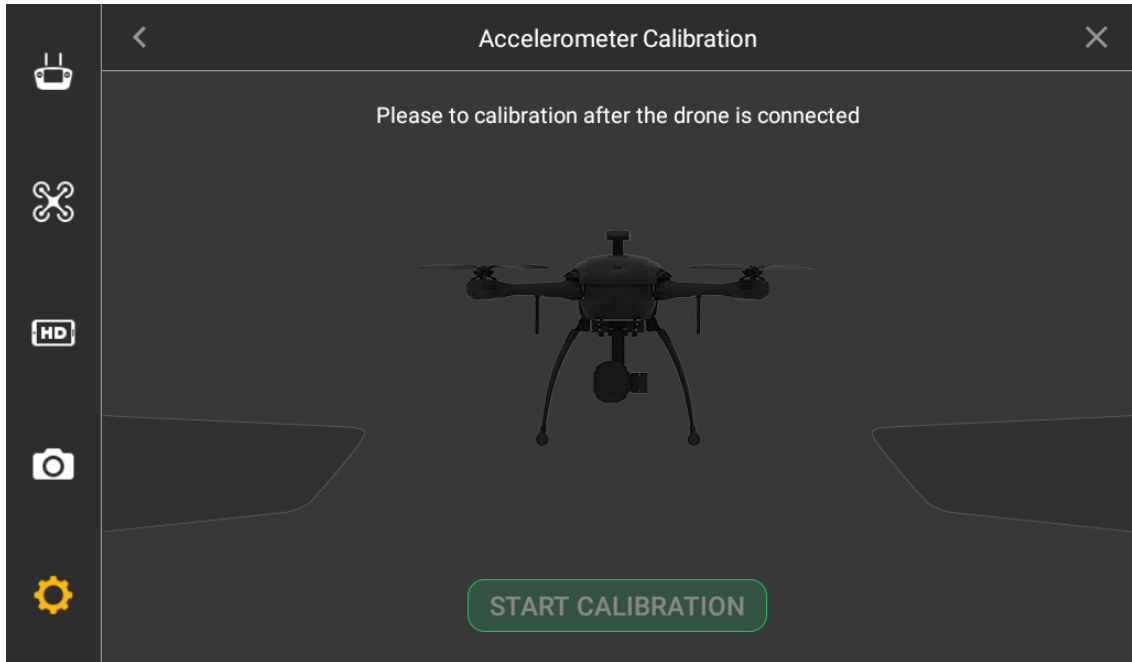 Accelerometer Calibration
Please to calibration after the drone is connected
HD
START CALIBRATION